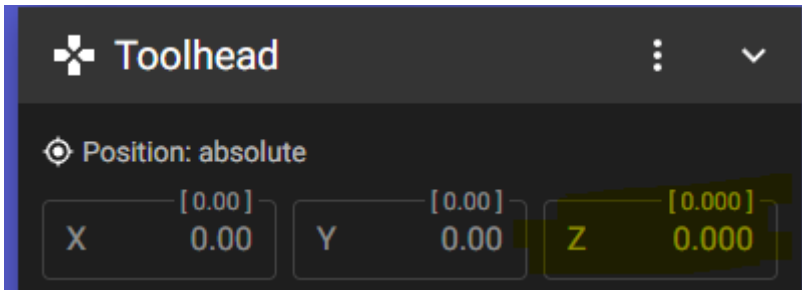 Toolhead
Position: absolute
[ 0.00 ] [ 0.00 ] [ 0.000 ]
X 0.00 Y 0.00 Z 0.000